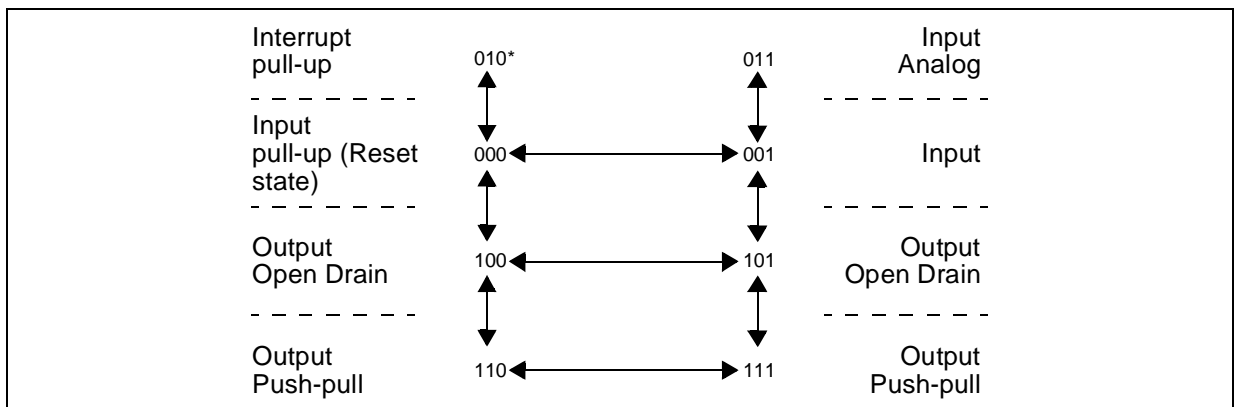 Interrupt
pull-up
010*
011
Input
Analog
Input
pull-up (Reset
state)
000
001
Input
Output
Open Drain
100
101
Output
Open Drain
Output
Push-pull
110
111
Output
Push-pull